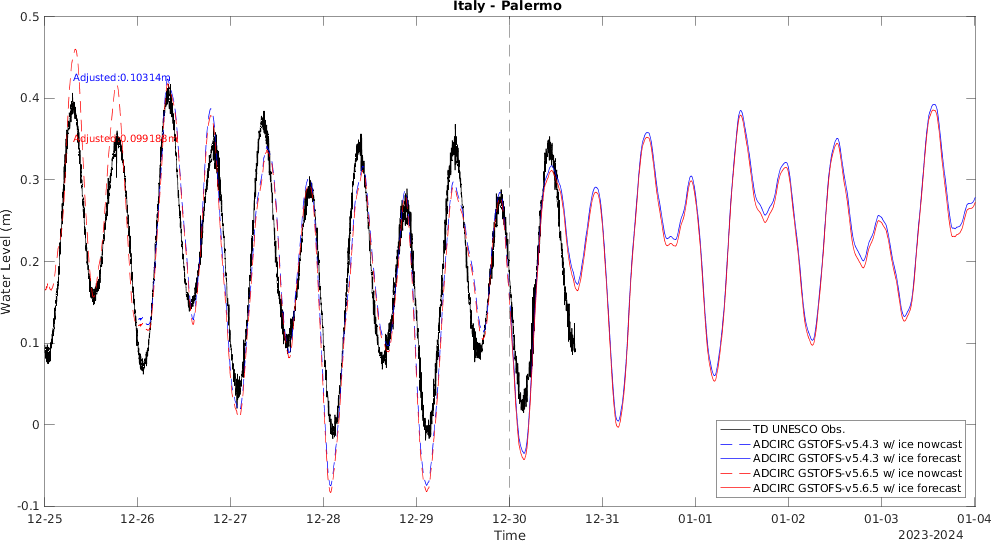 Italy - Palermo
0.5
0.4
0.3
0.2
0.1
0
-0.1
Water Level (m)
Adjusted:0.10314m
Adjusted:0.099183m
TD UNESCO Obs.
ADCIRC GSTOFS-v5.4.3 w/ ice nowcast
ADCIRC GSTOFS-v5.4.3 w/ ice forecast
ADCIRC GSTOFS-v5.6.5 w/ ice nowcast
ADCIRC GSTOFS-v5.6.5 w/ ice forecast
12-25 12-26 12-27 12-28 12-29 12-30 12-31 01-01 01-02 01-03 01-04
Time
2023-2024